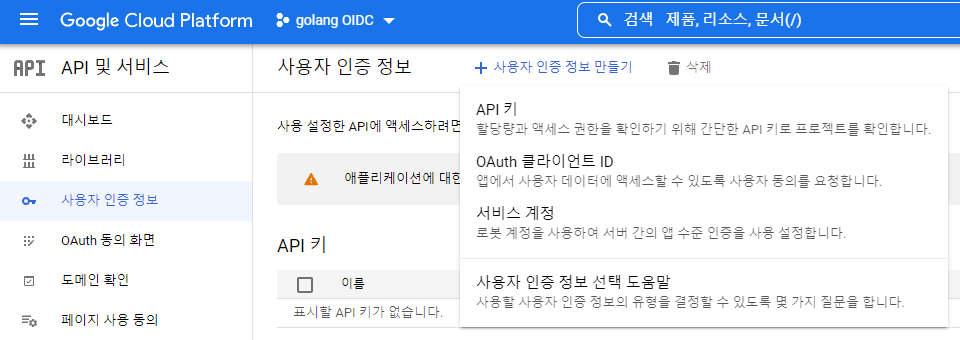 Google Cloud Platform
golang OIDC
검색 제품, 리소스, 문서(/)
API API 및 서비스
사용자 인증 정보
사용자 인증 정보 만들기
삭제
대시보드
라이브러리
사용자 인증 정보
OAuth 동의 화면
도메인 확인
페이지 사용 동의
사용 설정한 API에 액세스하려면
애플리케이션에 대한
API 키
이름
표시할 API 키가 없습니다.
API 키
할당량과 액세스 권한을 확인하기 위해 간단한 API 키로 프로젝트를 확인합니다.
OAuth 클라이언트 ID
앱에서 사용자 데이터에 액세스할 수 있도록 사용자 동의를 요청합니다.
서비스 계정
로봇 계정을 사용하여 서버 간의 앱 수준 인증을 사용 설정합니다.
사용자 인증 정보 선택 도움말
사용할 사용자 인증 정보의 유형을 결정할 수 있도록 몇 가지 질문을 합니다.